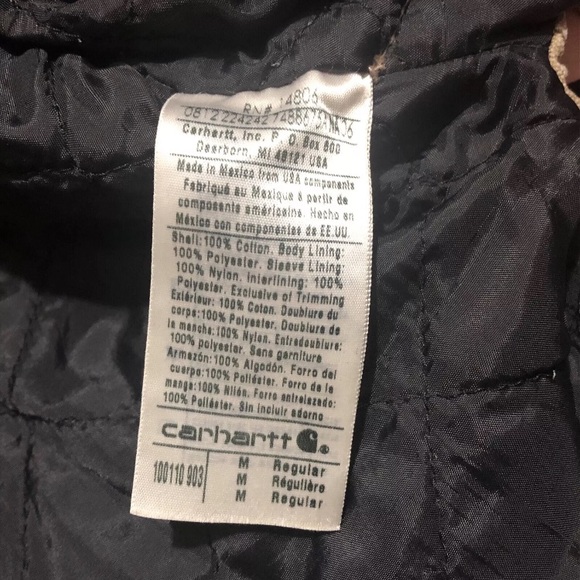 RN# 14806
Carhartt, Inc. P.O. Box 600
Dearborn, MI 48121 USA
Made in Mexico from USA components
Fabriqué au Mexique à partir de
composante américaine. Hecho en
México con componentes de EE.UU.
Shell:100% Cotton. Body Lining:
100% Polyester. Sleeve Lining:
100% Nylon. Interlining: 100%
Polyester. Exclusive of Trimming
Extérieur: 100% Coton. Doublure du
corps:100% Polyester. Doublure de
la manche:100% Nylon. Entredoublure:
100% polyester. Sans garniture
Armazón:100% Algodón. Forro del
cuerpo:100% Poliéster. Forro de la
manga:100% Nilón. Forro entrelazado:
100% Poliéster. Sin incluir adorno
carhartt
100110 903 M Regular
M Régulière
M Regular